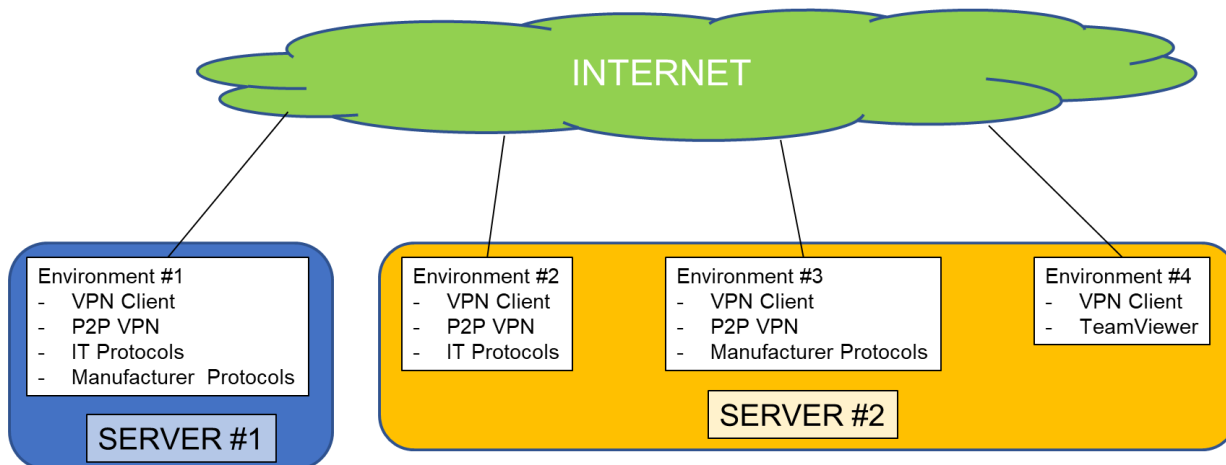 INTERNET
Environment #1
- VPN Client
- P2P VPN
- IT Protocols
- Manufacturer Protocols
SERVER #1
Environment #2
- VPN Client
- P2P VPN
- IT Protocols
Environment #3
- VPN Client
- P2P VPN
- Manufacturer Protocols
Environment #4
- VPN Client
- TeamViewer
SERVER #2